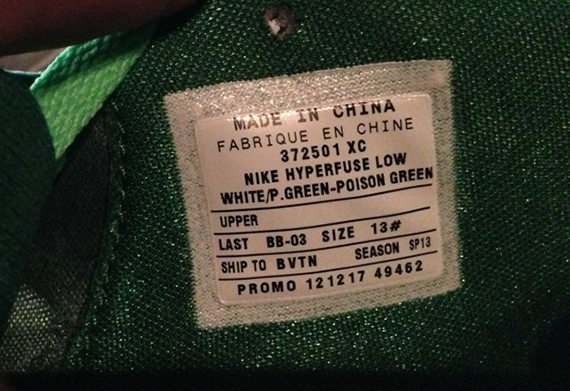 MADE IN CHINA
FABRIQUE EN CHINE
372501 XC
NIKE HYPERFUSE LOW
WHITE/P.GREEN-POISON GREEN
UPPER
LAST BB-03 SIZE 13#
SHIP TO BVTN SEASON SP13
PROMO 121217 49462